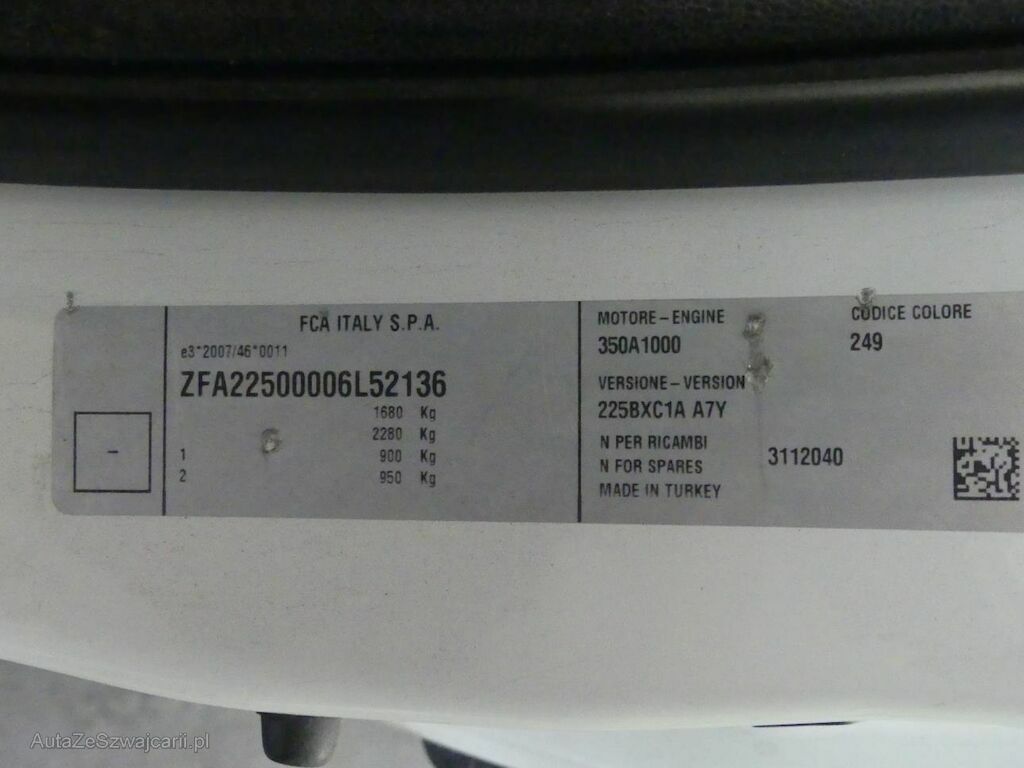 FCA ITALY S.P.A.
e3*2007/46*0011
ZFA22500006L52136
1680 Kg
2280 Kg
1 900 Kg
2 950 Kg
-
MOTORE-ENGINE
350A1000
CODICE COLORE
249
VERSIONE-VERSION
225BXC1A A7Y
N PER RICAMBI
N FOR SPARES
3112040
MADE IN TURKEY
AutaZeSzwajcarii.pl